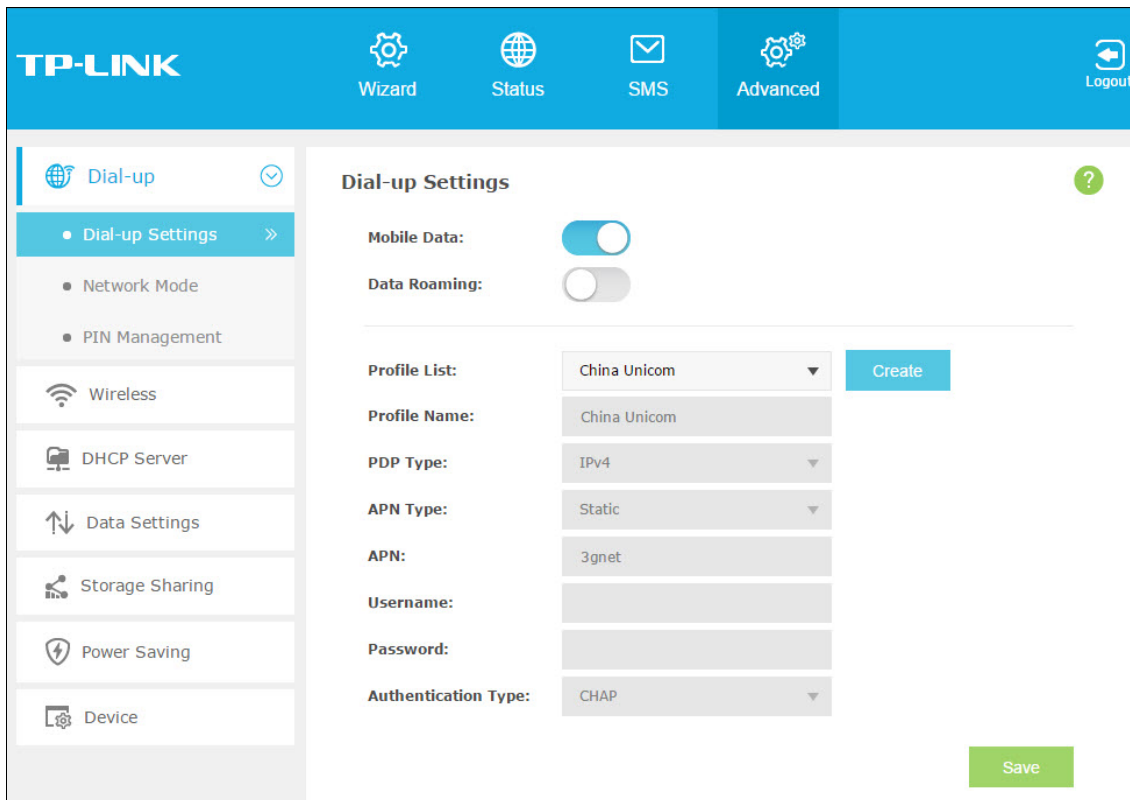 TP-LINK
Wizard
Status
SMS
Advanced
Logout
Dial-up
Dial-up Settings
Network Mode
PIN Management
Wireless
DHCP Server
Data Settings
Storage Sharing
Power Saving
Device
Dial-up Settings
?
Mobile Data:
Data Roaming:
Profile List: China Unicom Create
Profile Name: China Unicom
PDP Type: IPv4
APN Type: Static
APN: 3gnet
Username:
Password:
Authentication Type: CHAP
Save